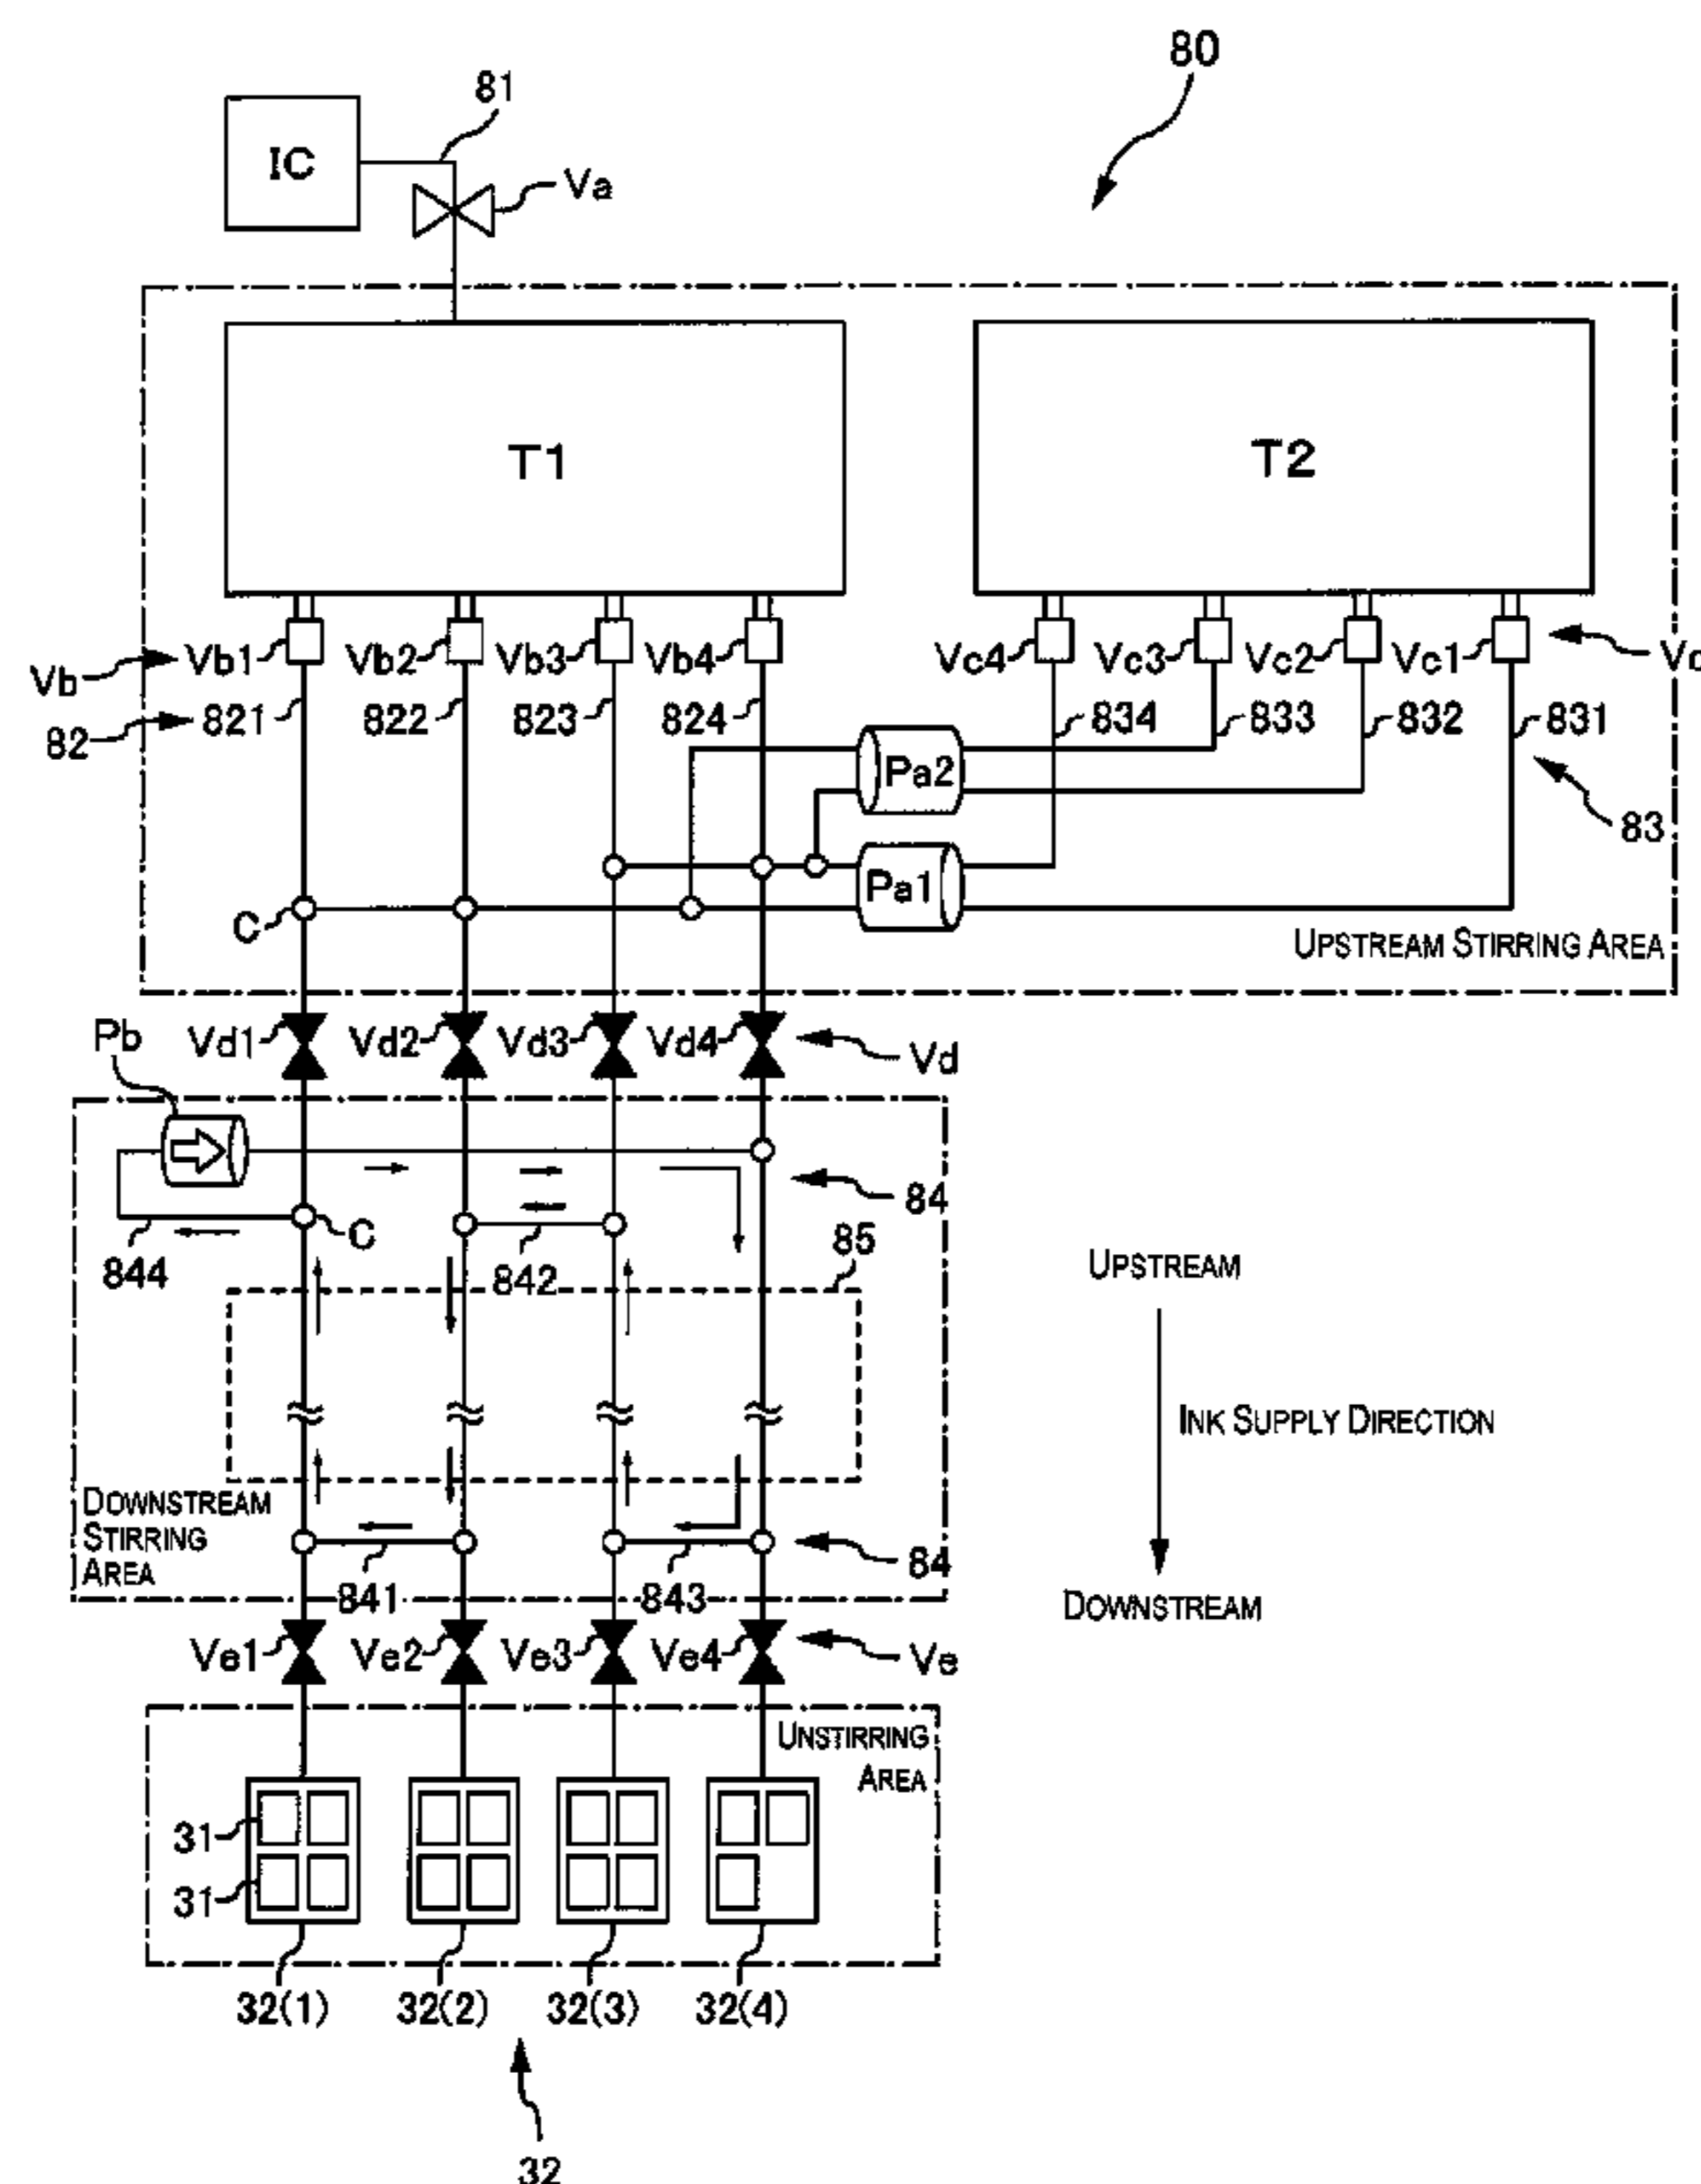 80
81
IC
Va
T1
T2
Vb1
Vb2
Vb3
Vb4
Vc4
Vc3
Vc2
Vc1
Vb
82
821
822
823
824
834
833
832
831
Pa2
83
Pa1
C
UPSTREAM STIRRING AREA
Pb
Vd1
Vd2
Vd3
Vd4
Vd
84
C
844
842
85
UPSTREAM
INK SUPPLY DIRECTION
DOWNSTREAM
STIRRING
AREA
84
841
843
DOWNSTREAM
Ve1
Ve2
Ve3
Ve4
Ve
UNSTIRRING
AREA
31
31
32(1)
32(2)
32(3)
32(4)
32